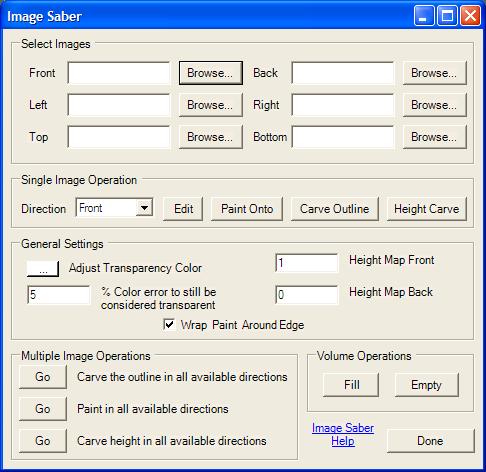 Image Saber
Select Images
Front Browse... Back Browse...
Left Browse... Right Browse...
Top Browse... Bottom Browse...
Single Image Operation
Direction Front Edit Paint Onto Carve Outline Height Carve
General Settings
... Adjust Transparency Color
1 Height Map Front
5 % Color error to still be
considered transparent
0 Height Map Back
Wrap Paint Around Edge
Multiple Image Operations
Go Carve the outline in all available directions
Go Paint in all available directions
Go Carve height in all available directions
Volume Operations
Fill Empty
Image Saber
Help
Done